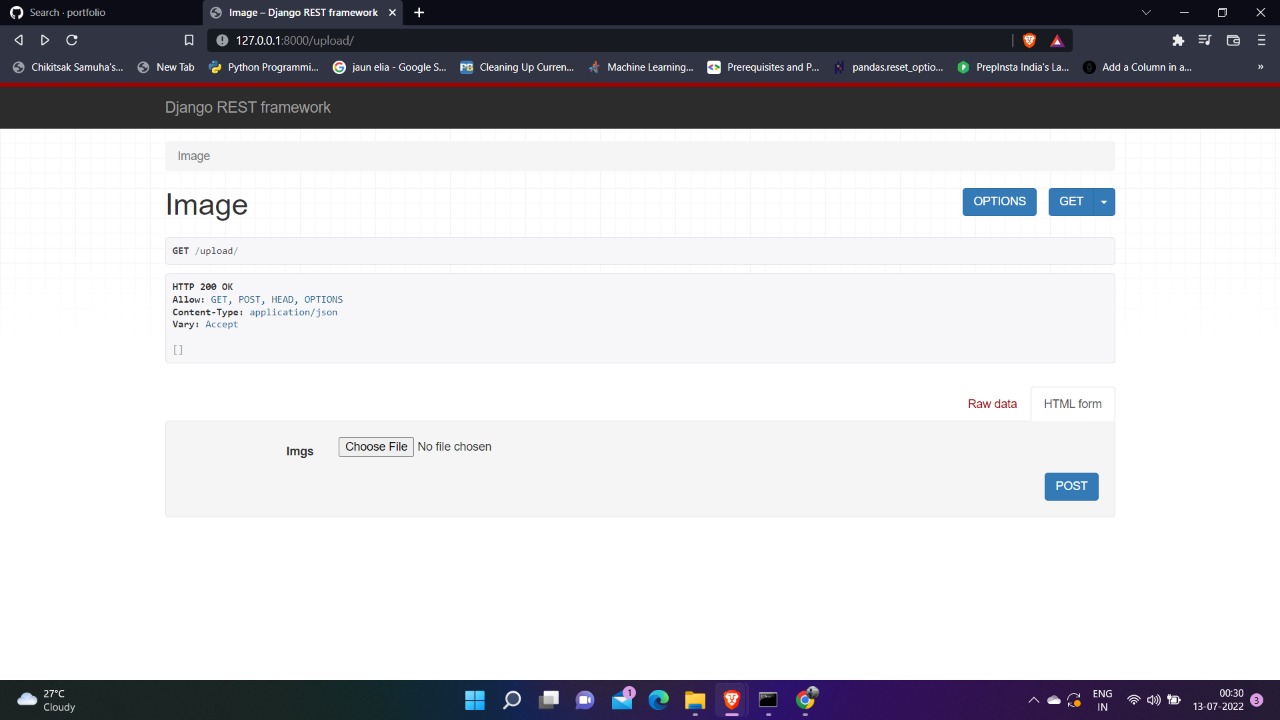 Search · portfolio
Image – Django REST framework
127.0.0.1:8000/upload/
Chikitsak Samuha's...
New Tab
Python Programmi...
jaun elia - Google S...
Cleaning Up Curren...
Machine Learning...
Prerequisites and P...
pandas.reset_optio...
PrepInsta India's La...
Add a Column in a...
»
Django REST framework
Image
Image
OPTIONS
GET
GET /upload/
HTTP 200 OK
Allow: GET, POST, HEAD, OPTIONS
Content-Type: application/json
Vary: Accept
[]
Raw data
HTML form
Imgs
Choose File No file chosen
POST
27°C
Cloudy
1
ENG
IN
00:30
13-07-2022
3